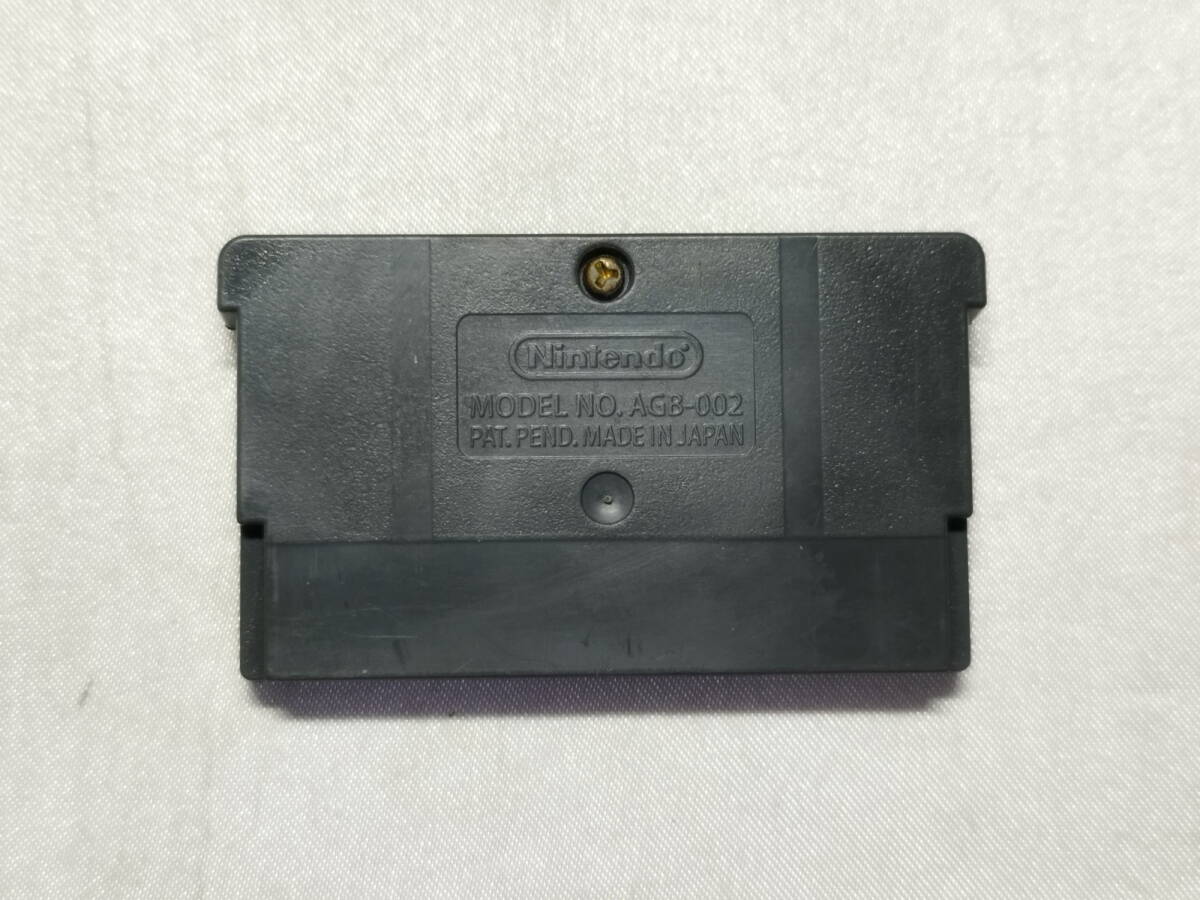 Nintendo
MODEL NO. AGB-002
PAT. PEND. MADE IN JAPAN